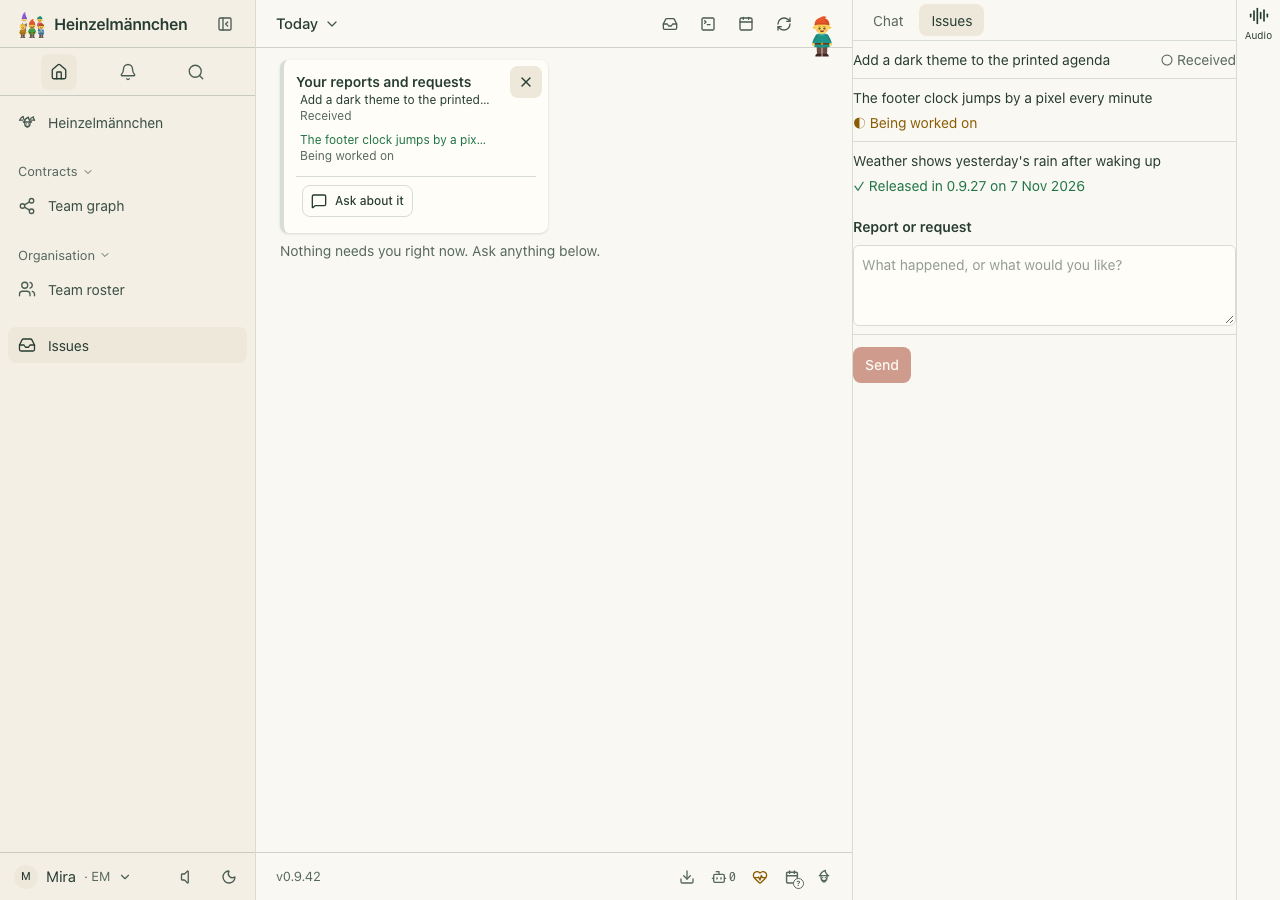 Heinzelmännchen
Heinzelmännchen
Contracts
Team graph
Organisation
Team roster
Issues
M Mira · EM
Today
Your reports and requests
Add a dark theme to the printed...
Received
The footer clock jumps by a pix...
Being worked on
Ask about it
Nothing needs you right now. Ask anything below.
v0.9.42
0
?
Chat Issues
Add a dark theme to the printed agenda Received
The footer clock jumps by a pixel every minute
Being worked on
Weather shows yesterday's rain after waking up
Released in 0.9.27 on 7 Nov 2026
Report or request
What happened, or what would you like?
Send
Audio